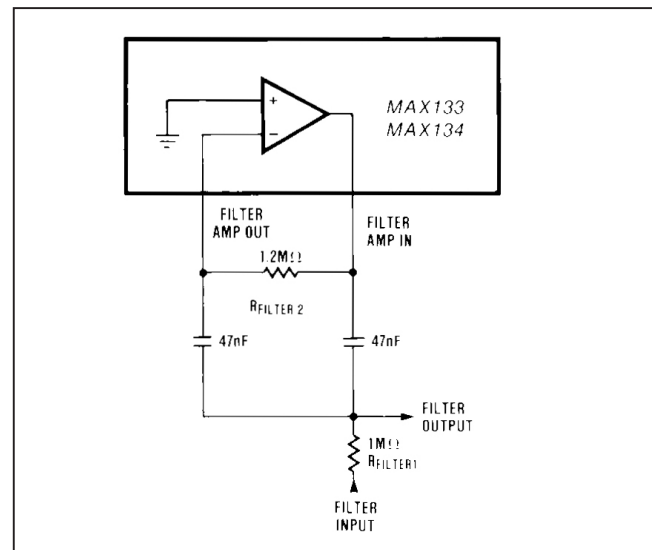 +
−
MAX133
MAX134
FILTER
AMP OUT
FILTER
AMP IN
1.2MΩ
RFILTER 2
47nF
47nF
FILTER
OUTPUT
1MΩ
RFILTER1
FILTER
INPUT